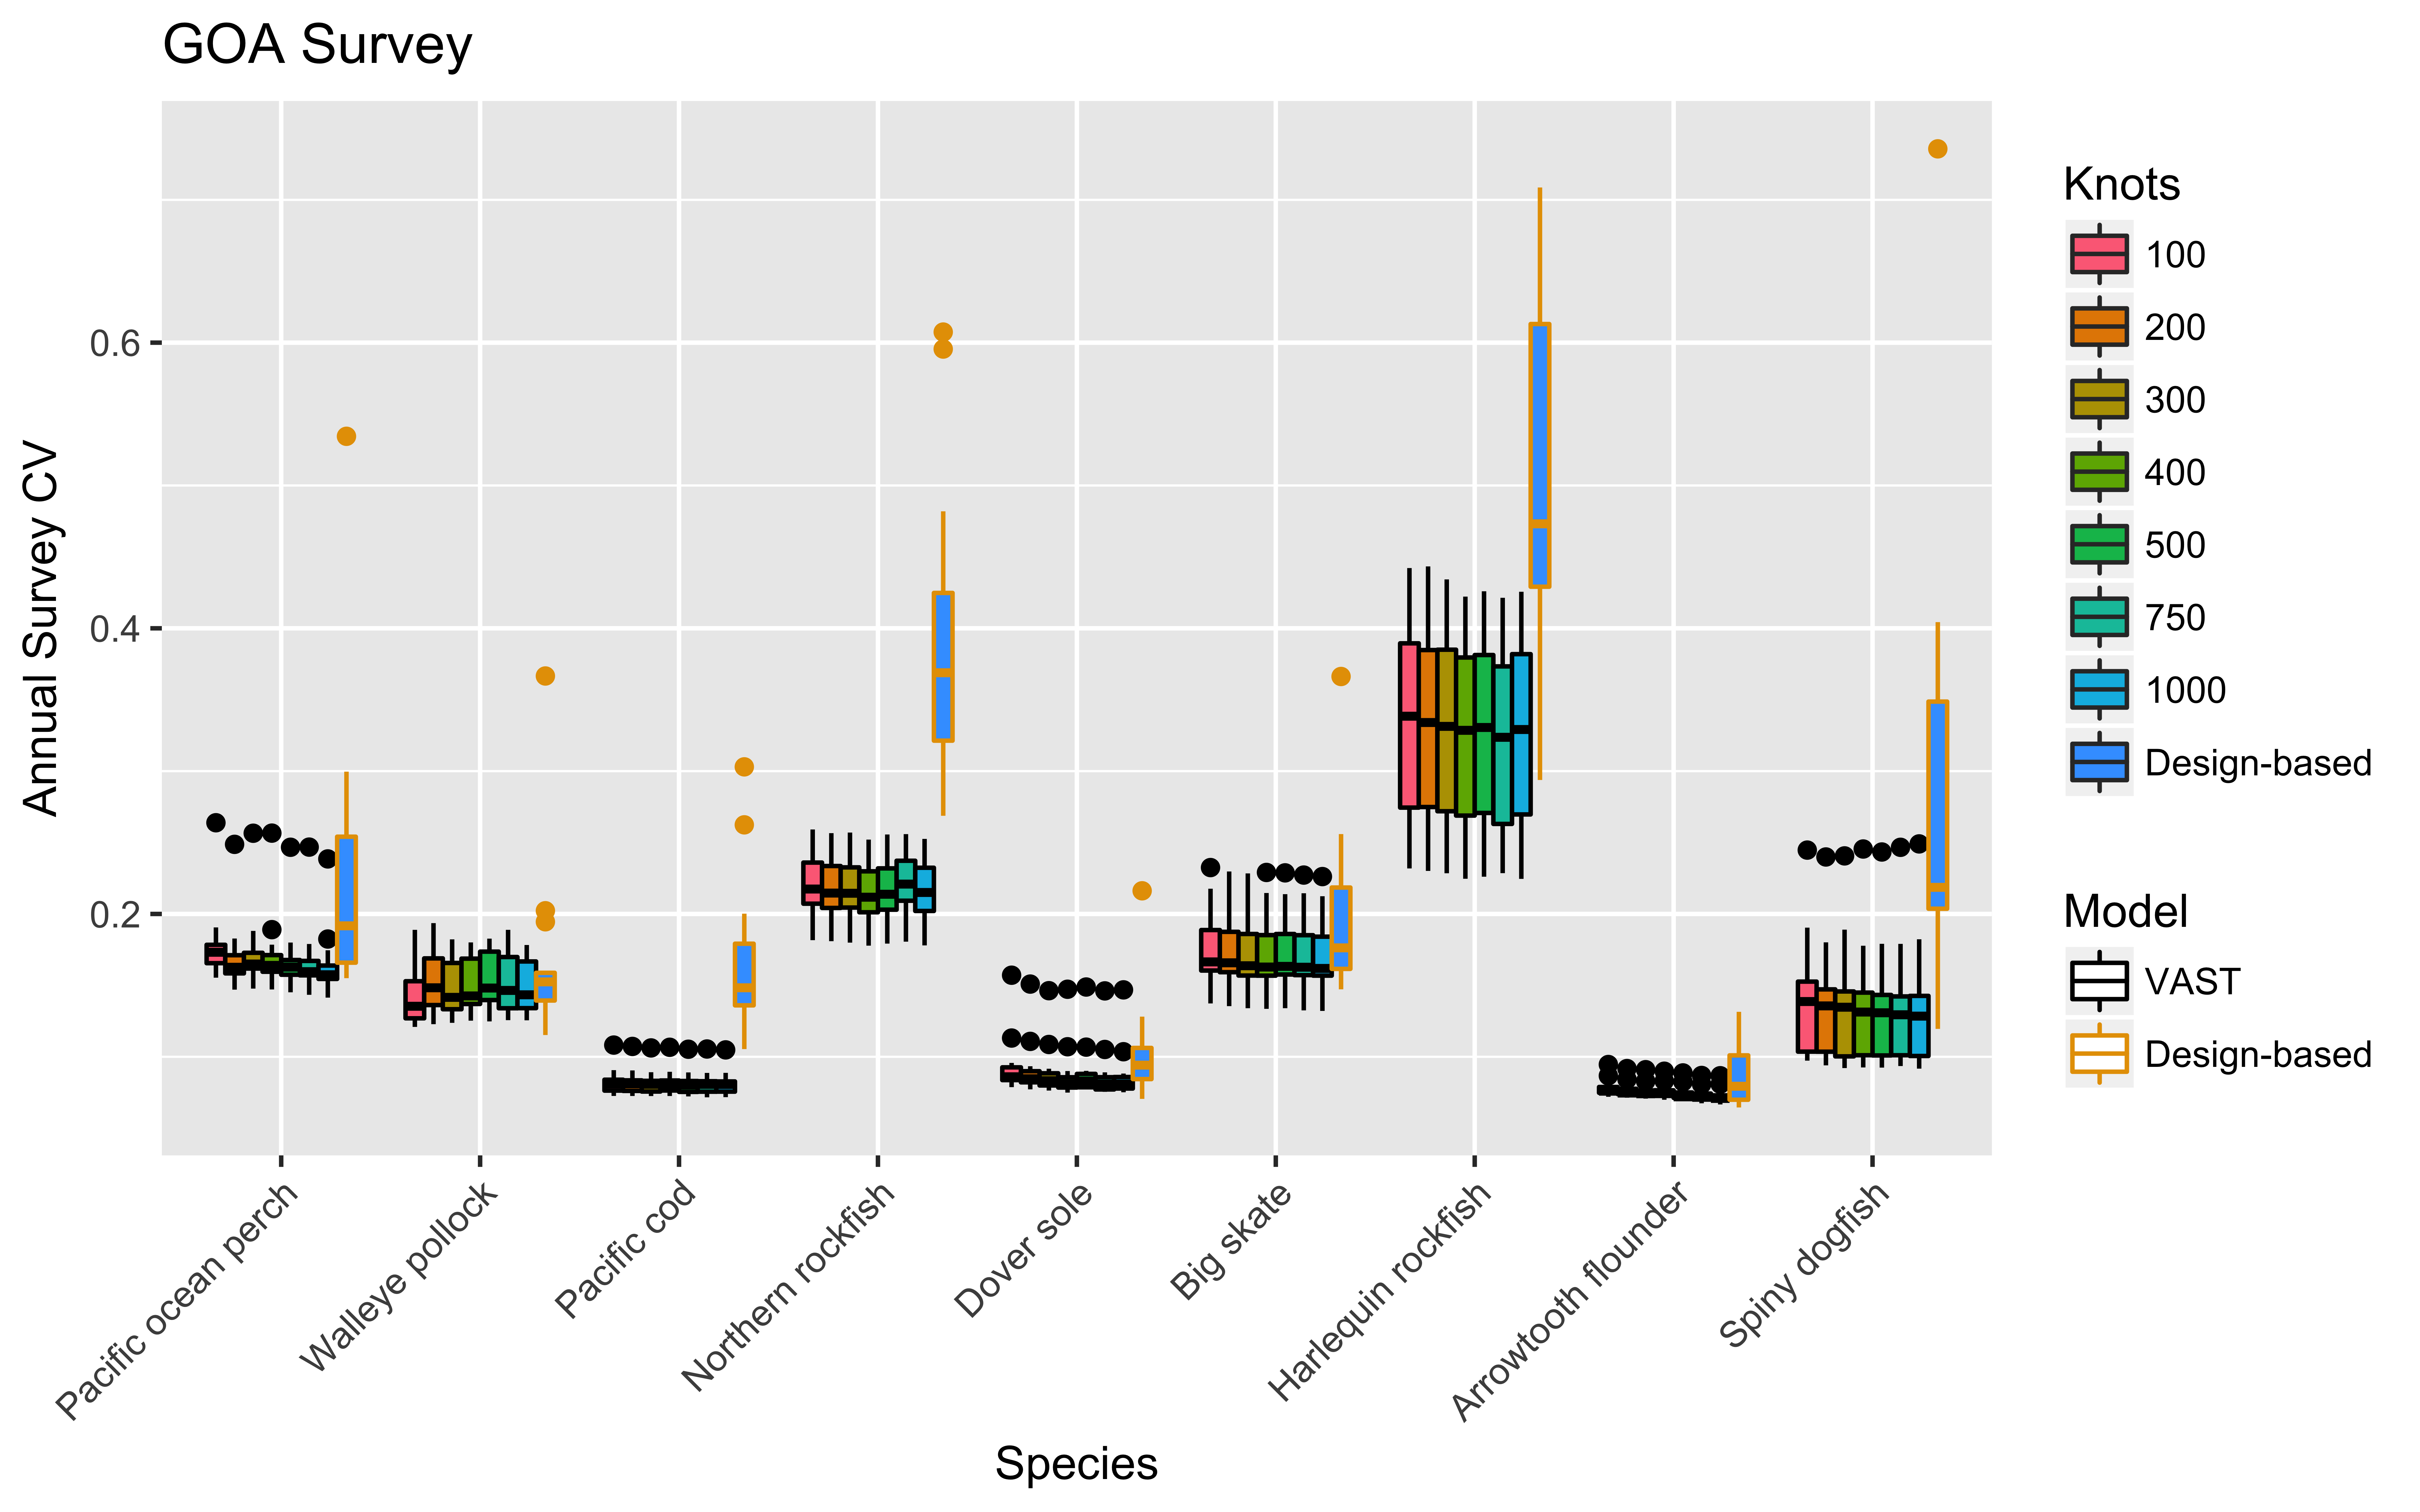 GOA Survey
Annual Survey CV
0.6
0.4
0.2
Pacific ocean perch
Walleye pollock
Pacific cod
Northern rockfish
Dover sole
Big skate
Harlequin rockfish
Arrowtooth flounder
Spiny dogfish
Species
Knots
100
200
300
400
500
750
1000
Design-based
Model
VAST
Design-based